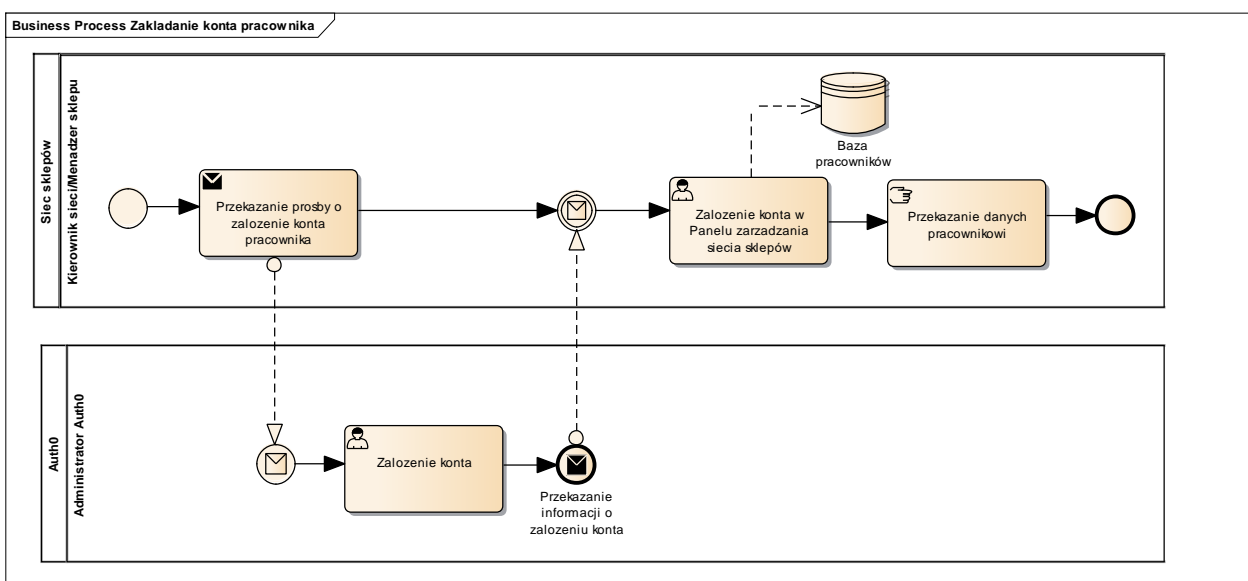 Business Process Zakladanie konta pracownika
Siec sklepów
Kierownik sieci/Menadzer sklepu
Przekazanie prosby o
zalozenie konta
pracownika
Zalozenie konta w
Panelu zarzadzania
siecia sklepów
Baza
pracowników
Przekazanie danych
pracownikowi
Auth0
Administrator Auth0
Zalozenie konta
Przekazanie
informacji o
zalozeniu konta